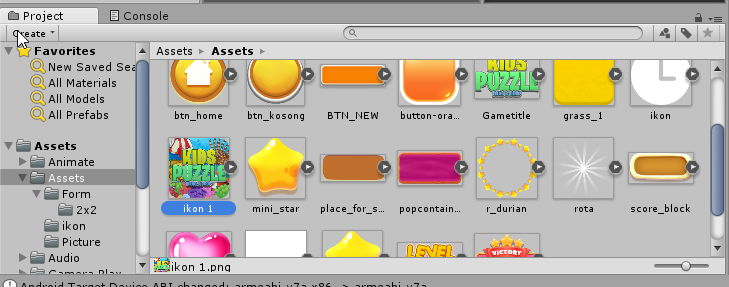 Project
Console
Create
Favorites
New Saved Sea
All Materials
All Models
All Prefabs
Assets
Animate
Assets
Form
2x2
ikon
Picture
Audio
Camera Play
Assets ▸ Assets ▸
btn_home
btn_kosong
BTN_NEW
button-ora...
Gametitle
grass_1
ikon
KIDS
PUZZLE
KIDS
PUZZLE
ikon 1
mini_star
place_for_s...
popcontain...
r_durian
rota
score_block
LEVEL
VICTORY
ikon 1.png
Android Target Device ABI changed: armeabi-v7a,x86 -> armeabi-v7a